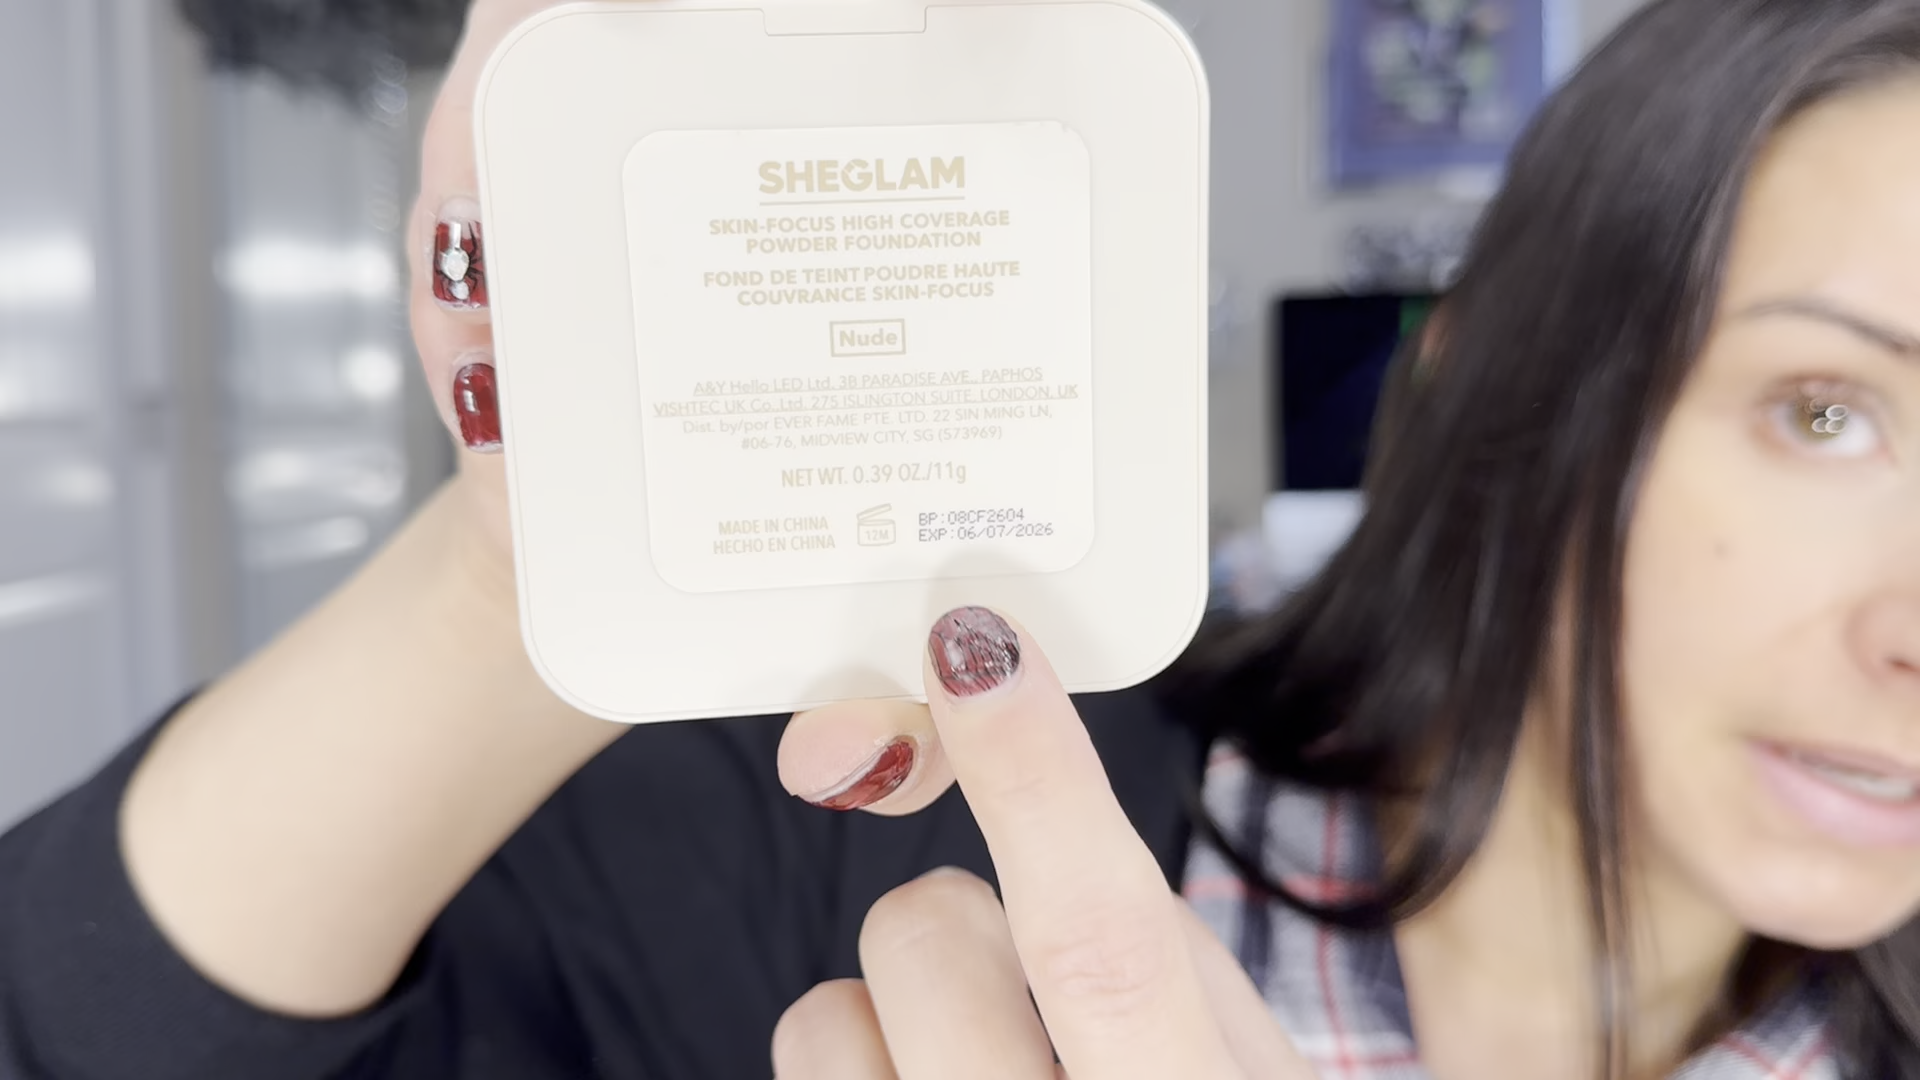 SHEGLAM
SKIN-FOCUS HIGH COVERAGE
POWDER FOUNDATION
FOND DE TEINT POUDRE HAUTE
COUVRANCE SKIN-FOCUS
Nude
A&Y Hello LED Ltd. 3B PARADISE AVE., PAPHOS
VISHTEC UK Co.,Ltd. 275 ISLINGTON SUITE, LONDON, UK
Dist. by/por EVER FAME PTE. LTD. 22 SIN MING LN,
#06-76, MIDVIEW CITY, SG (573969)
NET WT. 0.39 OZ./11g
MADE IN CHINA
HECHO EN CHINA
12M
BP:08CF2604
EXP:06/07/2026